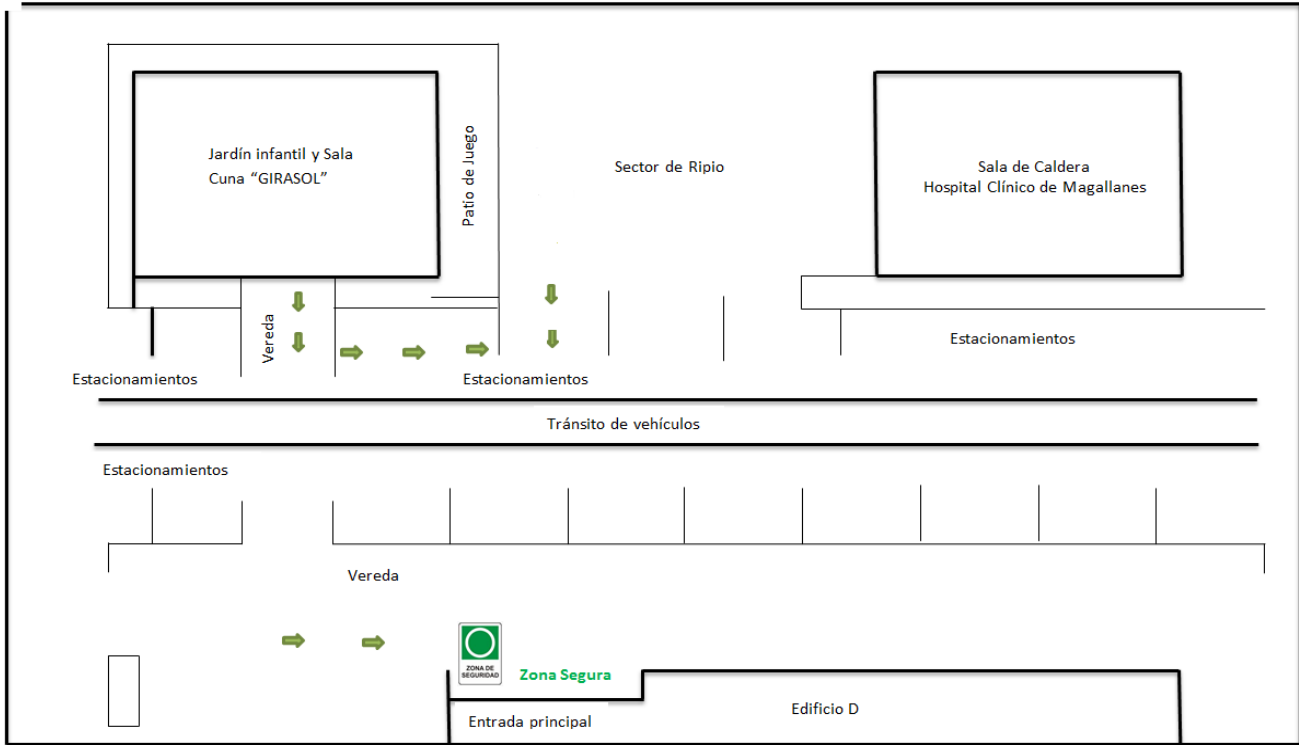 Jardín infantil y Sala
Cuna “GIRASOL”
Patio de Juego
Sector de Ripio
Sala de Caldera
Hospital Clínico de Magallanes
Vereda
Estacionamientos
Estacionamientos
Estacionamientos
Tránsito de vehículos
Estacionamientos
Vereda
ZONA DE
SEGURIDAD
Zona Segura
Entrada principal
Edificio D